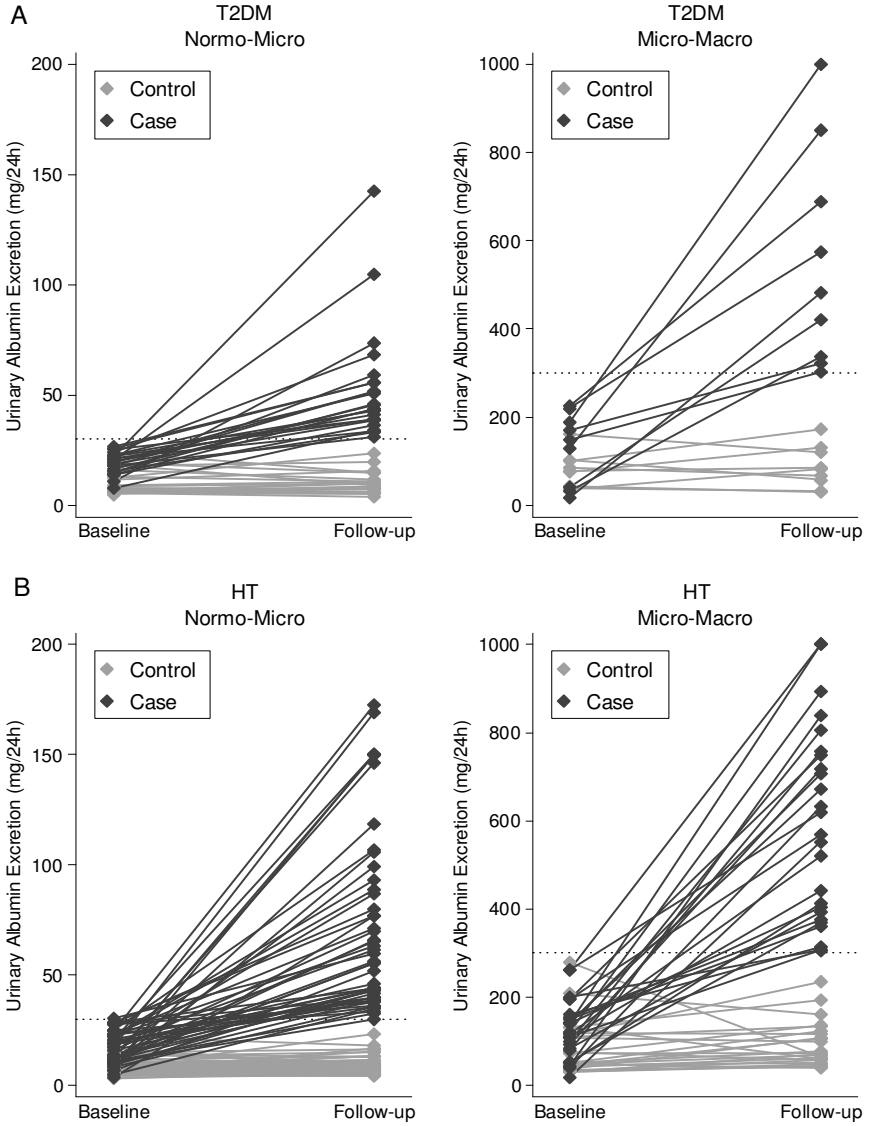 A
T2DM
Normo-Micro
Urinary Albumin Excretion (mg/24h)
200
150
100
50
0
Control
Case
Baseline
Follow-up
T2DM
Micro-Macro
Urinary Albumin Excretion (mg/24h)
1000
800
600
400
200
0
Control
Case
Baseline
Follow-up
B
HT
Normo-Micro
Urinary Albumin Excretion (mg/24h)
200
150
100
50
0
Control
Case
Baseline
Follow-up
HT
Micro-Macro
Urinary Albumin Excretion (mg/24h)
1000
800
600
400
200
0
Control
Case
Baseline
Follow-up